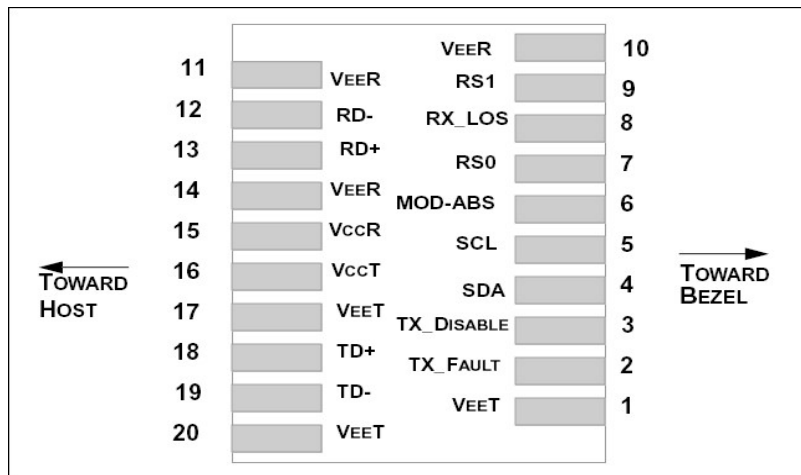 11 VEER
12 RD-
13 RD+
14 VEER
15 VCCR
16 VCCT
17 VEET
18 TD+
19 TD-
20 VEET
VEER 10
RS1 9
RX_LOS 8
RS0 7
MOD-ABS 6
SCL 5
SDA 4
TX_DISABLE 3
TX_FAULT 2
VEET 1
TOWARD
HOST
TOWARD
BEZEL